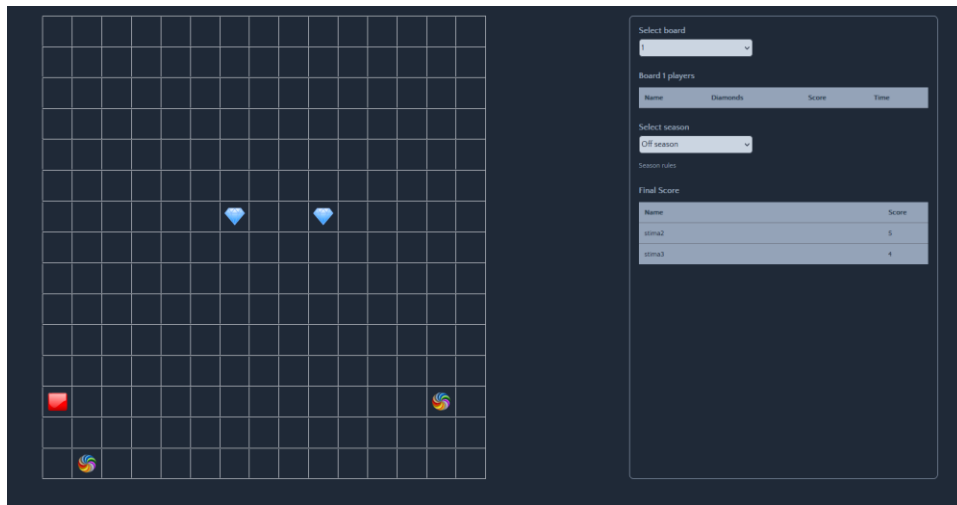 Select board
1
Board 1 players
Name Diamonds Score Time
Select season
Off season
Season rules
Final Score
Name Score
stima2 5
stima3 4